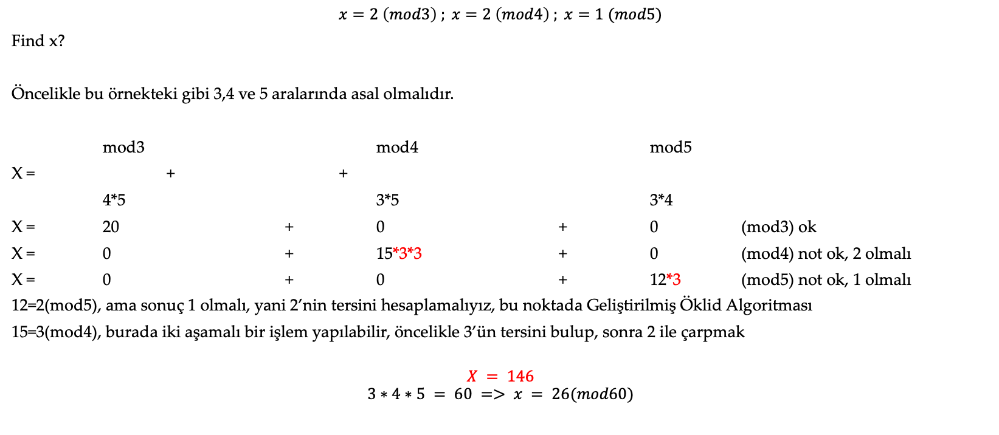 x = 2 (mod3) ; x = 2 (mod4) ; x = 1 (mod5)
Find x?
Öncelikle bu örnekteki gibi 3,4 ve 5 aralarında asal olmalıdır.
mod3 mod4 mod5
X = + +
4*5 3*5 3*4
X = 20 + 0 + 0 (mod3) ok
X = 0 + 15*3*3 + 0 (mod4) not ok, 2 olmalı
X = 0 + 0 + 12*3 (mod5) not ok, 1 olmalı
12=2(mod5), ama sonuç 1 olmalı, yani 2’nin tersini hesaplamalıyız, bu noktada Geliştirilmiş Öklid Algoritması
15=3(mod4), burada iki aşamalı bir işlem yapılabilir, öncelikle 3’ün tersini bulup, sonra 2 ile çarpmak
X = 146
3 * 4 * 5 = 60 => x = 26(mod60)